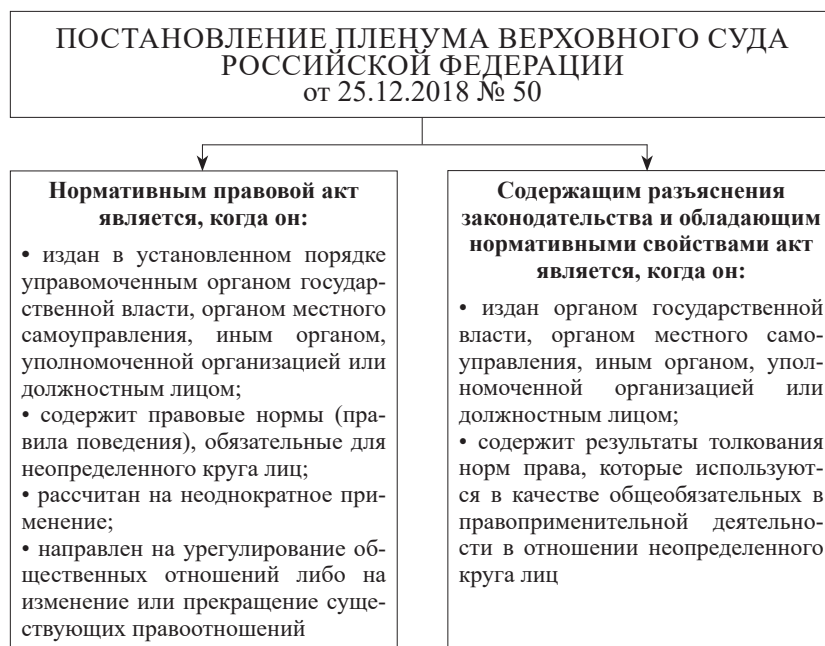 ПОСТАНОВЛЕНИЕ ПЛЕНУМА ВЕРХОВНОГО СУДА
РОССИЙСКОЙ ФЕДЕРАЦИИ
от 25.12.2018 № 50
Нормативным правовой акт
является, когда он:
• издан в установленном порядке
управомоченным органом государ-
ственной власти, органом местного
самоуправления, иным органом,
уполномоченной организацией или
должностным лицом;
• содержит правовые нормы (пра-
вила поведения), обязательные для
неопределенного круга лиц;
• рассчитан на неоднократное при-
менение;
• направлен на урегулирование об-
щественных отношений либо на
изменение или прекращение суще-
ствующих правоотношений
Содержащим разъяснения
законодательства и обладающим
нормативными свойствами акт
является, когда он:
• издан органом государственной
власти, органом местного само-
управления, иным органом, упол-
номоченной организацией или
должностным лицом;
• содержит результаты толкования
норм права, которые используют-
ся в качестве общеобязательных в
правоприменительной деятельно-
сти в отношении неопределенного
круга лиц